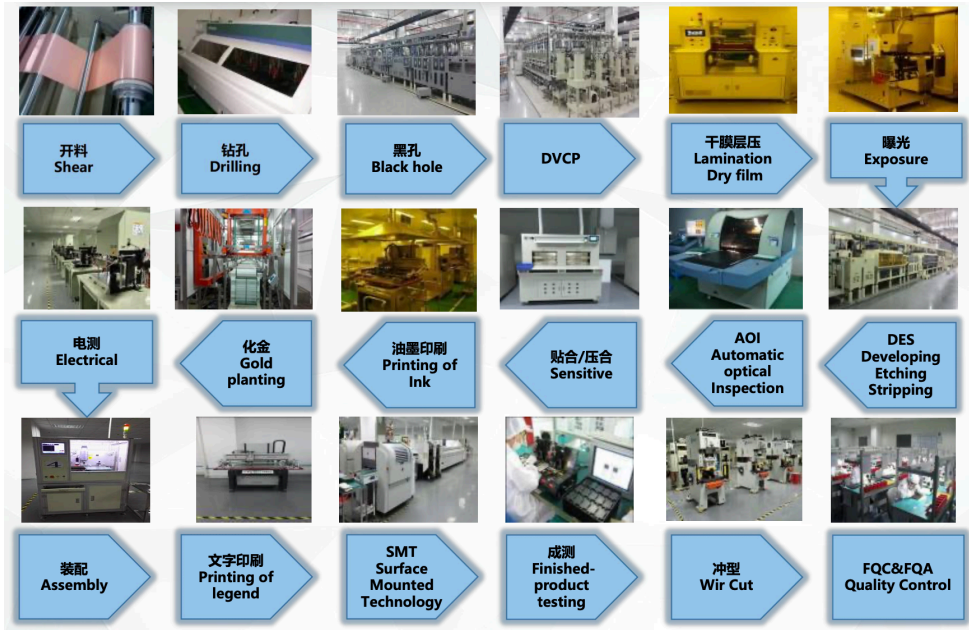 开料
Shear
钻孔
Drilling
黑孔
Black hole
DVCP
干膜层压
Lamination
Dry film
曝光
Exposure
电测
Electrical
化金
Gold
planting
油墨印刷
Printing of
Ink
贴合/压合
Sensitive
AOI
Automatic
optical
Inspection
DES
Developing
Etching
Stripping
装配
Assembly
文字印刷
Printing of
legend
SMT
Surface
Mounted
Technology
成测
Finished-
product
testing
冲型
Wir Cut
FQC&FQA
Quality Control